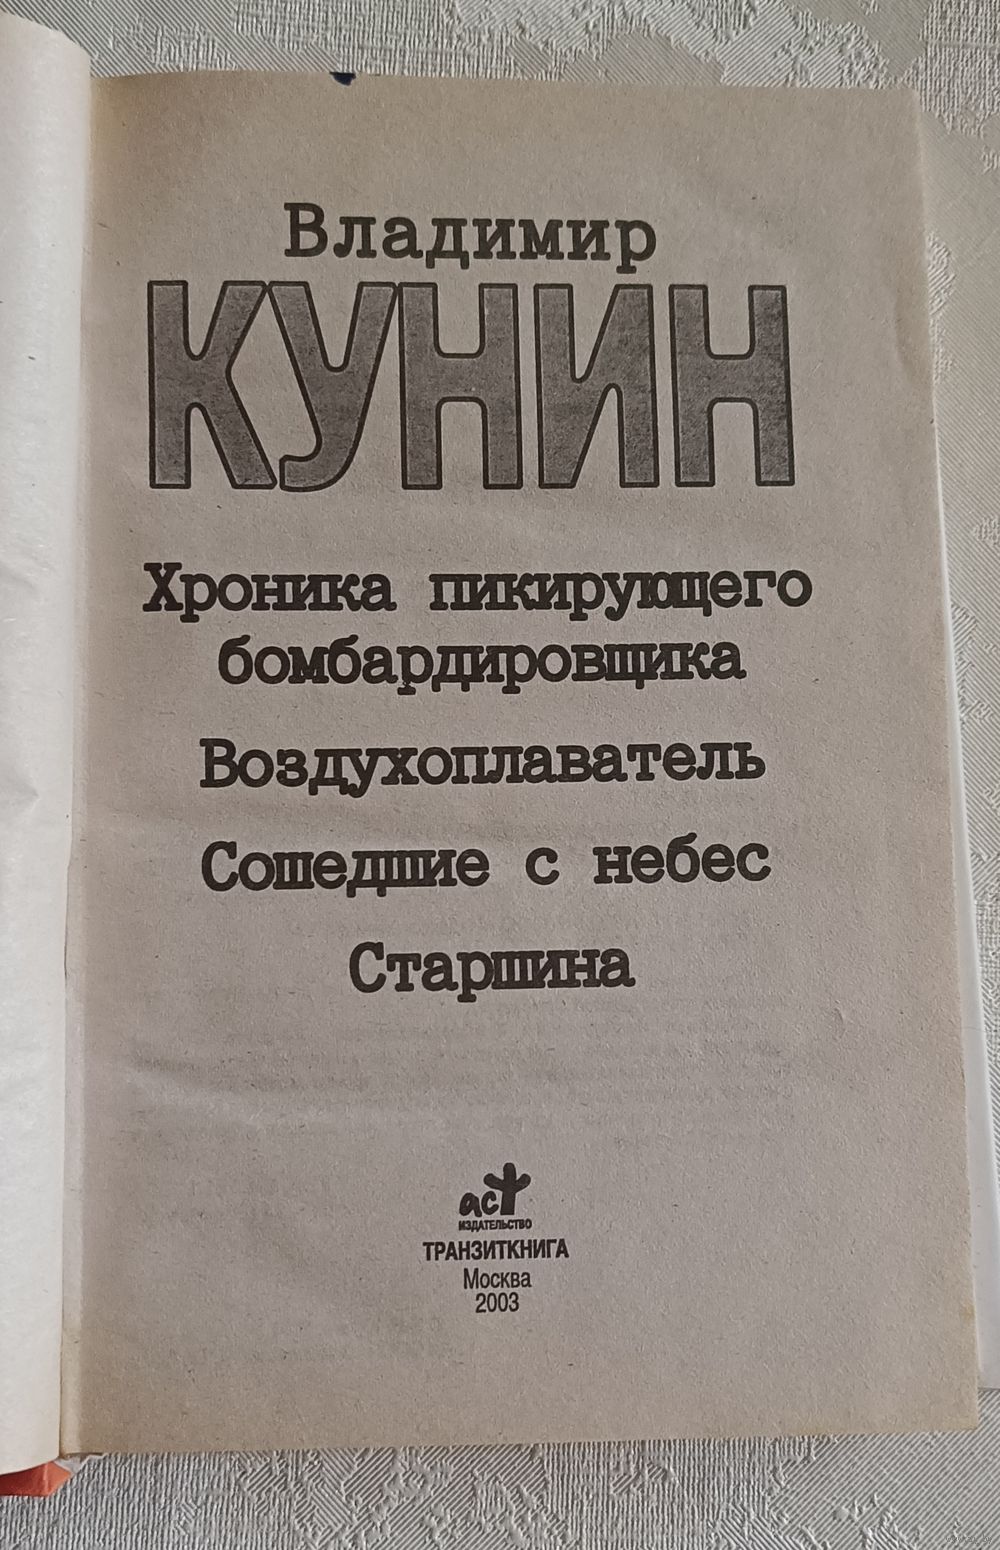 Владимир
КУНИН
Хроника пикирующего
бомбардировщика
Воздухоплаватель
Сошедшие с небес
Старшина
аст
ИЗДАТЕЛЬСТВО
ТРАНЗИТКНИГА
Москва
2003